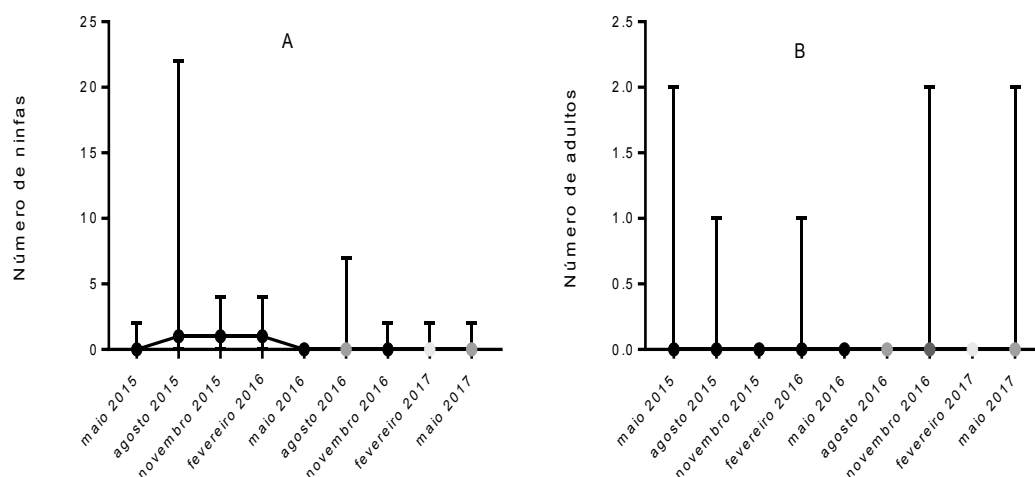 A
Número de ninfas
25
20
15
10
5
0
maio 2015
agosto 2015
novembro 2015
fevereiro 2016
maio 2016
agosto 2016
novembro 2016
fevereiro 2017
maio 2017
B
Número de adultos
2.5
2.0
1.5
1.0
0.5
0.0
maio 2015
agosto 2015
novembro 2015
fevereiro 2016
maio 2016
agosto 2016
novembro 2016
fevereiro 2017
maio 2017